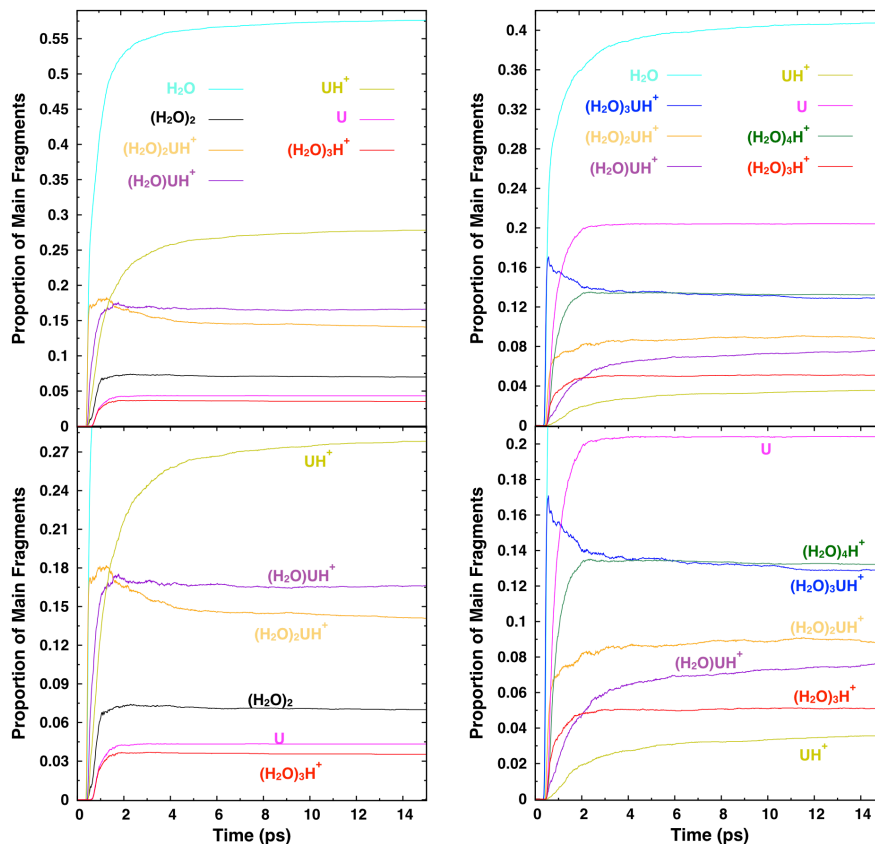 Proportion of Main Fragments
0.55
0.5
0.45
0.4
0.35
0.3
0.25
0.2
0.15
0.1
0.05
0
H₂O
UH⁺
(H₂O)₂
U
(H₂O)₂UH⁺
(H₂O)₃H⁺
(H₂O)UH⁺
Proportion of Main Fragments
0.4
0.36
0.32
0.28
0.24
0.2
0.16
0.12
0.08
0.04
0
H₂O
UH⁺
(H₂O)₃UH⁺
U
(H₂O)₂UH⁺
(H₂O)₄H⁺
(H₂O)UH⁺
(H₂O)₃H⁺
Proportion of Main Fragments
0.27
0.24
0.21
0.18
0.15
0.12
0.09
0.06
0.03
0
UH⁺
(H₂O)UH⁺
(H₂O)₂UH⁺
(H₂O)₂
U
(H₂O)₃H⁺
0 2 4 6 8 10 12 14
Time (ps)
Proportion of Main Fragments
0.2
0.18
0.16
0.14
0.12
0.1
0.08
0.06
0.04
0.02
0
U
(H₂O)₄H⁺
(H₂O)₃UH⁺
(H₂O)₂UH⁺
(H₂O)UH⁺
(H₂O)₃H⁺
UH⁺
0 2 4 6 8 10 12 14
Time (ps)